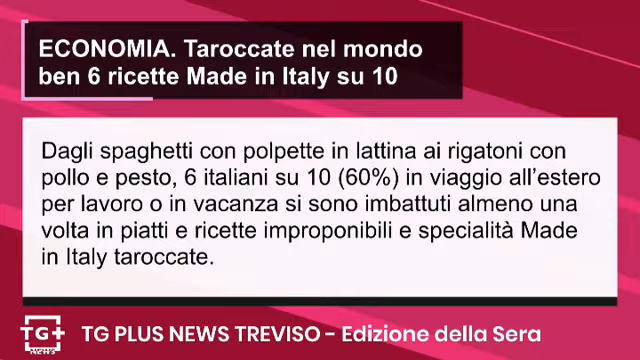 ECONOMIA. Taroccate nel mondo
ben 6 ricette Made in Italy su 10
Dagli spaghetti con polpette in lattina ai rigatoni con
pollo e pesto, 6 italiani su 10 (60%) in viaggio all’estero
per lavoro o in vacanza si sono imbattuti almeno una
volta in piatti e ricette improponibili e specialità Made
in Italy taroccate.
TG+
NEWS
TG PLUS NEWS TREVISO - Edizione della Sera